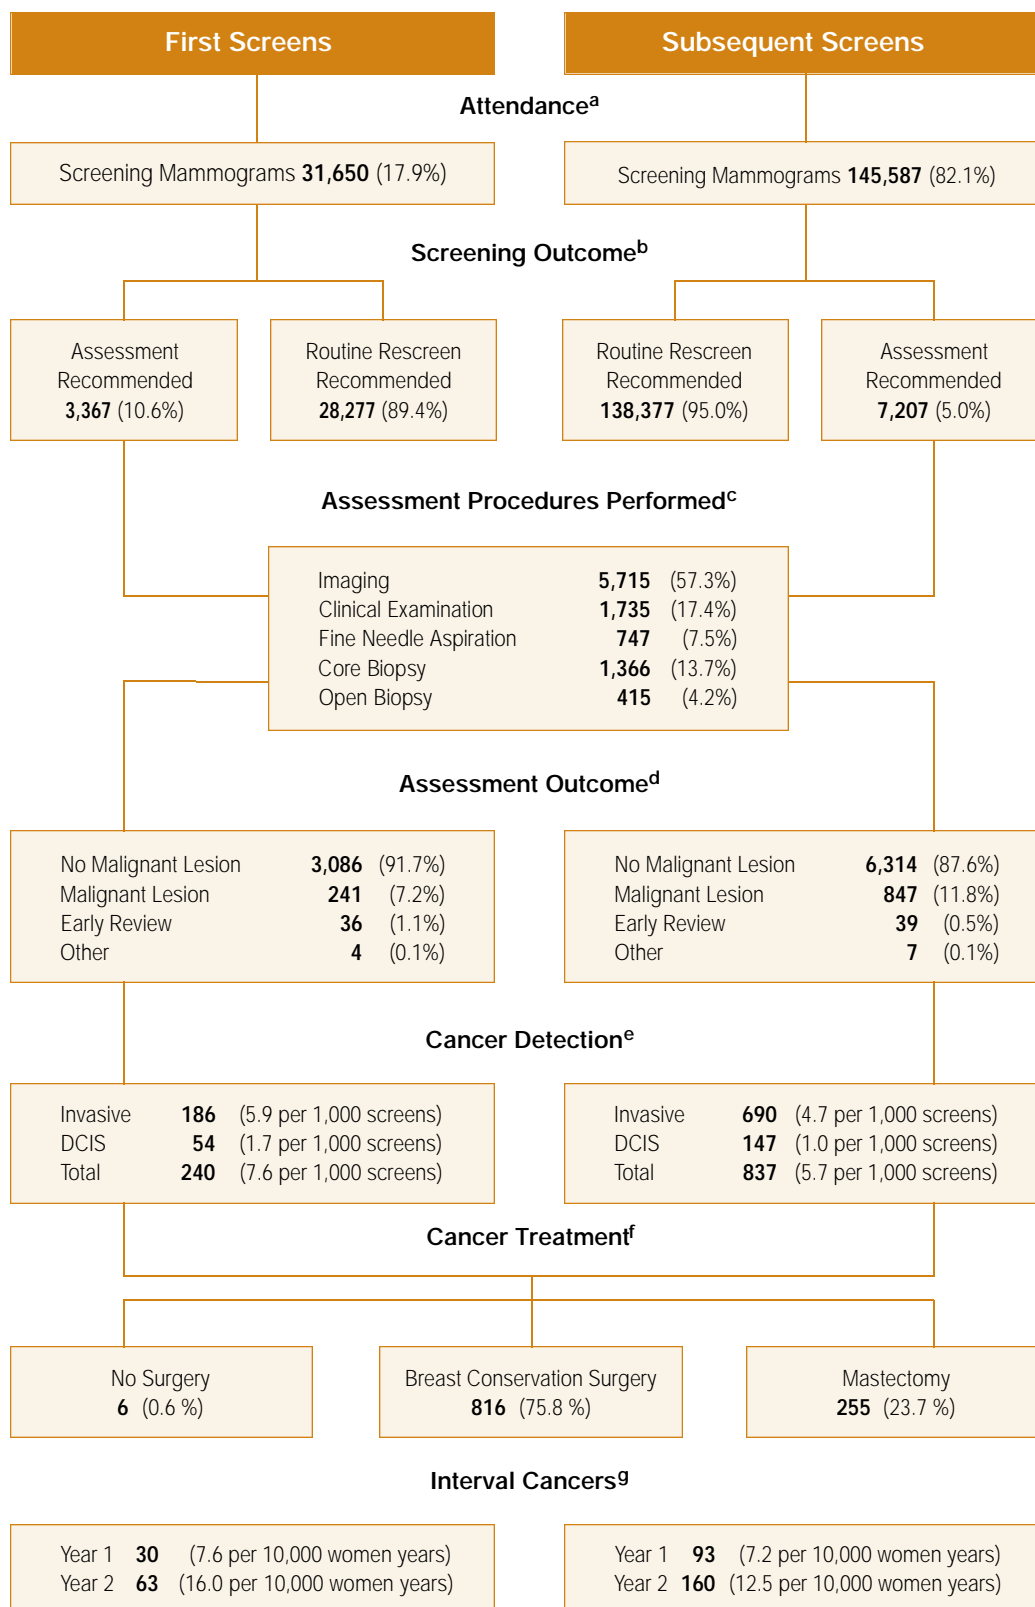 First Screens
Subsequent Screens
Attendancea
Screening Mammograms 31,650 (17.9%)
Screening Mammograms 145,587 (82.1%)
Screening Outcomeb
Assessment
Recommended
3,367 (10.6%)
Routine Rescreen
Recommended
28,277 (89.4%)
Routine Rescreen
Recommended
138,377 (95.0%)
Assessment
Recommended
7,207 (5.0%)
Assessment Procedures Performedc
Imaging 5,715 (57.3%)
Clinical Examination 1,735 (17.4%)
Fine Needle Aspiration 747 (7.5%)
Core Biopsy 1,366 (13.7%)
Open Biopsy 415 (4.2%)
Assessment Outcomed
No Malignant Lesion 3,086 (91.7%)
Malignant Lesion 241 (7.2%)
Early Review 36 (1.1%)
Other 4 (0.1%)
No Malignant Lesion 6,314 (87.6%)
Malignant Lesion 847 (11.8%)
Early Review 39 (0.5%)
Other 7 (0.1%)
Cancer Detectione
Invasive 186 (5.9 per 1,000 screens)
DCIS 54 (1.7 per 1,000 screens)
Total 240 (7.6 per 1,000 screens)
Invasive 690 (4.7 per 1,000 screens)
DCIS 147 (1.0 per 1,000 screens)
Total 837 (5.7 per 1,000 screens)
Cancer Treatmentf
No Surgery
6 (0.6 %)
Breast Conservation Surgery
816 (75.8 %)
Mastectomy
255 (23.7 %)
Interval Cancersg
Year 1 30 (7.6 per 10,000 women years)
Year 2 63 (16.0 per 10,000 women years)
Year 1 93 (7.2 per 10,000 women years)
Year 2 160 (12.5 per 10,000 women years)